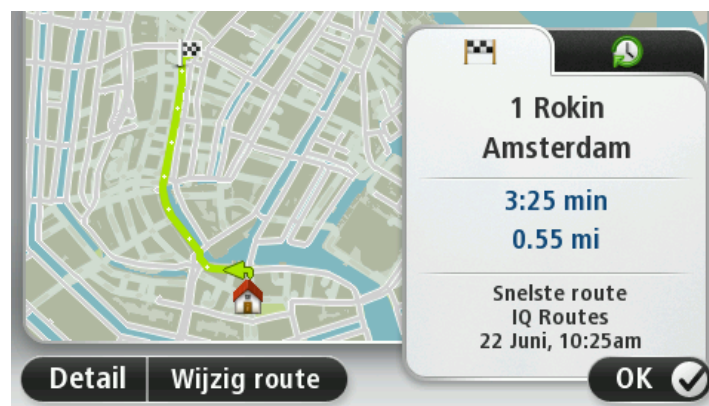 1 Rokin
Amsterdam
3:25 min
0.55 mi
Snelste route
IQ Routes
22 Juni, 10:25am
Detail
Wijzig route
OK